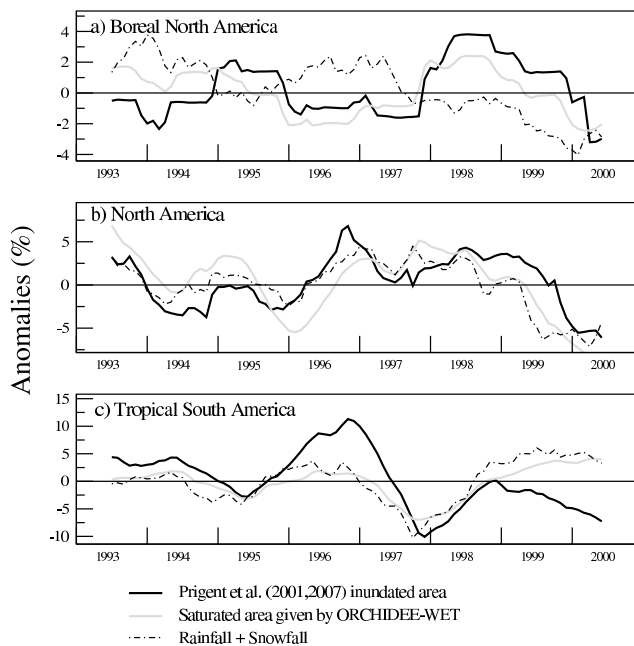 a) Boreal North America
4
2
0
-2
-4
1993 1994 1995 1996 1997 1998 1999 2000
b) North America
5
0
-5
1993 1994 1995 1996 1997 1998 1999 2000
Anomalies (%)
c) Tropical South America
15
10
5
0
-5
-10
1993 1994 1995 1996 1997 1998 1999 2000
Prigent et al. (2001,2007) inundated area
Saturated area given by ORCHIDEE-WET
Rainfall + Snowfall